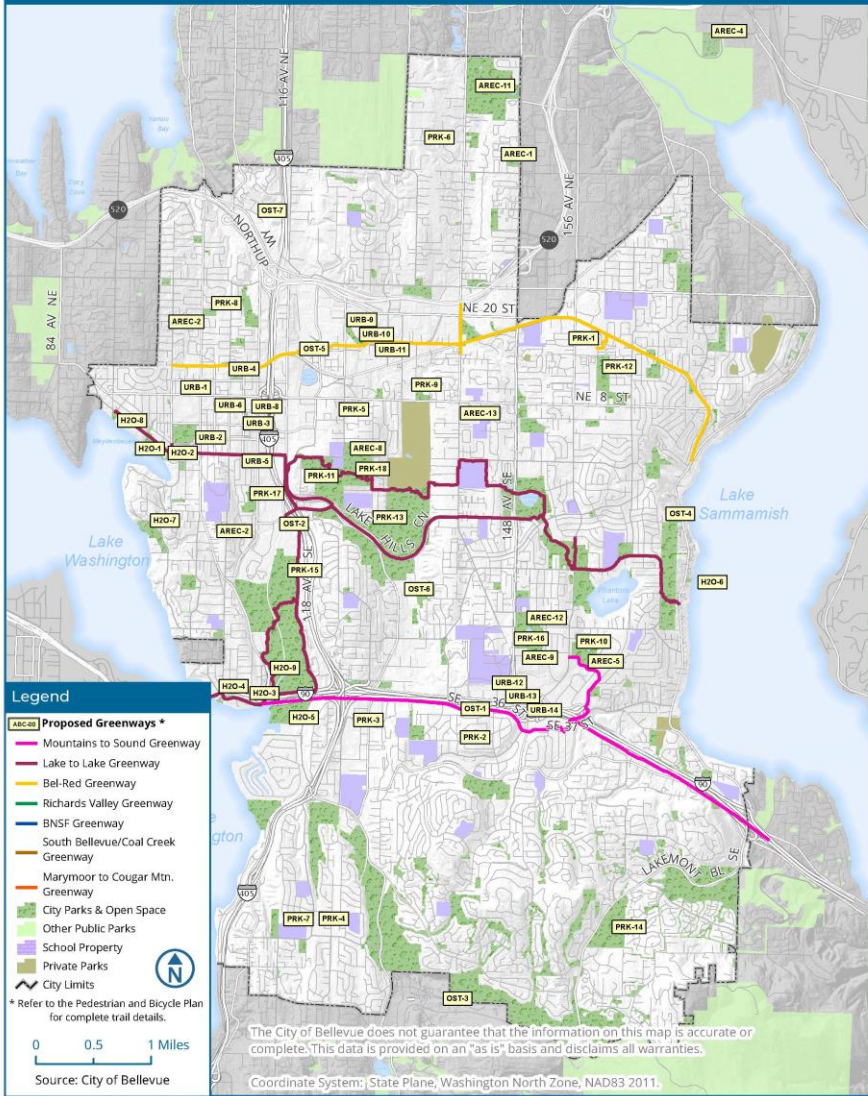 AREC-4
116 AV NE
AREC-11
Yarrow
Bay
Cozy
Cove
PRK-6
405
AREC-1
156 AV NE
520
OST-7
NORTHUP
WY
520
84 AV NE
PRK-8
AREC-2
URB-9
NE 20 ST
URB-10
OST-5
URB-11
PRK-1
URB-4
PRK-12
URB-1
PRK-9
NE 8 ST
URB-6
URB-8
PRK-5
H2O-8
URB-3
AREC-13
405
URB-2
H2O-1
H2O-2
AREC-8
URB-5
PRK-18
PRK-11
148 AV SE
PRK-17
Lake
Sammamish
H2O-7
OST-2
LAKE HILLS CN
PRK-13
OST-4
AREC-2
Lake
Washington
PRK-15
118 AV SE
OST-6
H2O-6
Phantom
Lake
AREC-12
PRK-16
PRK-10
AREC-9
AREC-5
H2O-9
H2O-4
H2O-3
90
URB-12
URB-13
SE 36 ST
OST-1
URB-14
H2O-5
PRK-3
SE 37 ST
PRK-2
90
LAKEMONT BL SE
405
PRK-7
PRK-4
PRK-14
OST-3
Legend
ABC-00 Proposed Greenways *
Mountains to Sound Greenway
Lake to Lake Greenway
Bel-Red Greenway
Richards Valley Greenway
BNSF Greenway
South Bellevue/Coal Creek
Greenway
Marymoor to Cougar Mtn.
Greenway
City Parks & Open Space
Other Public Parks
School Property
Private Parks
City Limits
N
* Refer to the Pedestrian and Bicycle Plan
for complete trail details.
0 0.5 1 Miles
Source: City of Bellevue
The City of Bellevue does not guarantee that the information on this map is accurate or
complete. This data is provided on an "as is" basis and disclaims all warranties.
Coordinate System: State Plane, Washington North Zone, NAD83 2011.